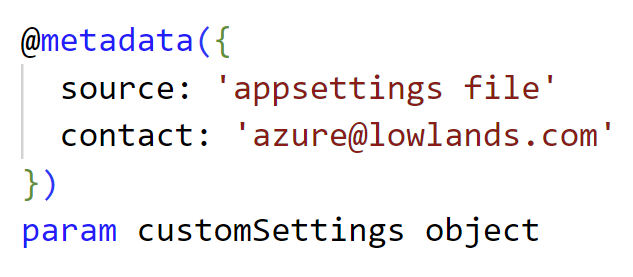 @metadata({
  source: 'appsettings file'
  contact: 'azure@lowlands.com'
})
param customSettings object